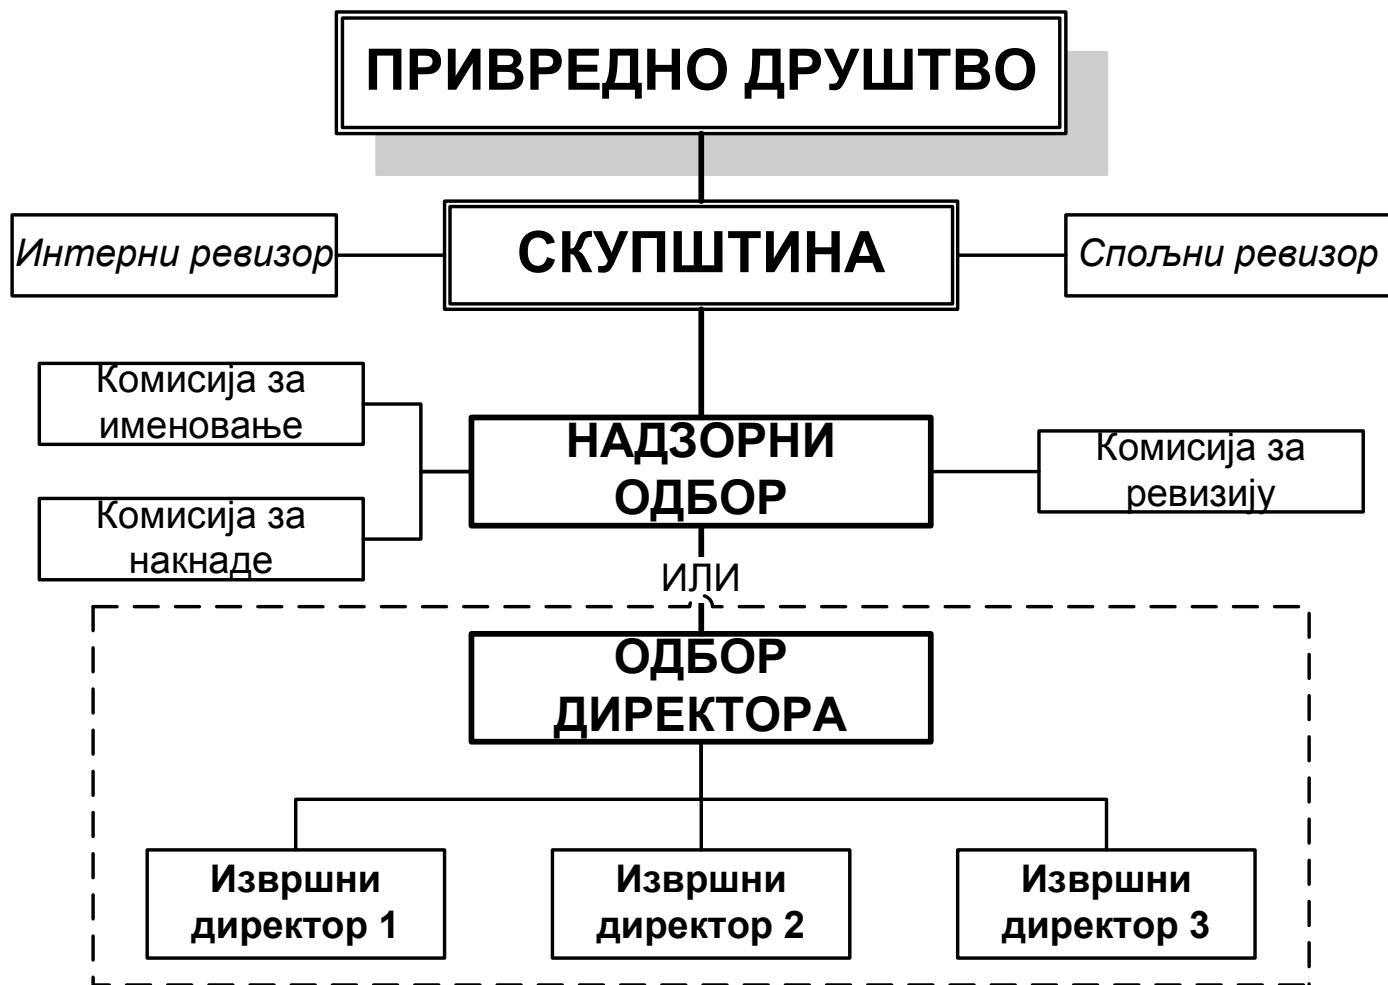 ПРИВРЕДНО ДРУШТВО
Интерни ревизор
СКУПШТИНА
Спољни ревизор
Комисија за
именовање
Комисија за
накнаде
НАДЗОРНИ
ОДБОР
Комисија за
ревизију
ИЛИ
ОДБОР
ДИРЕКТОРА
Извршни
директор 1
Извршни
директор 2
Извршни
директор 3